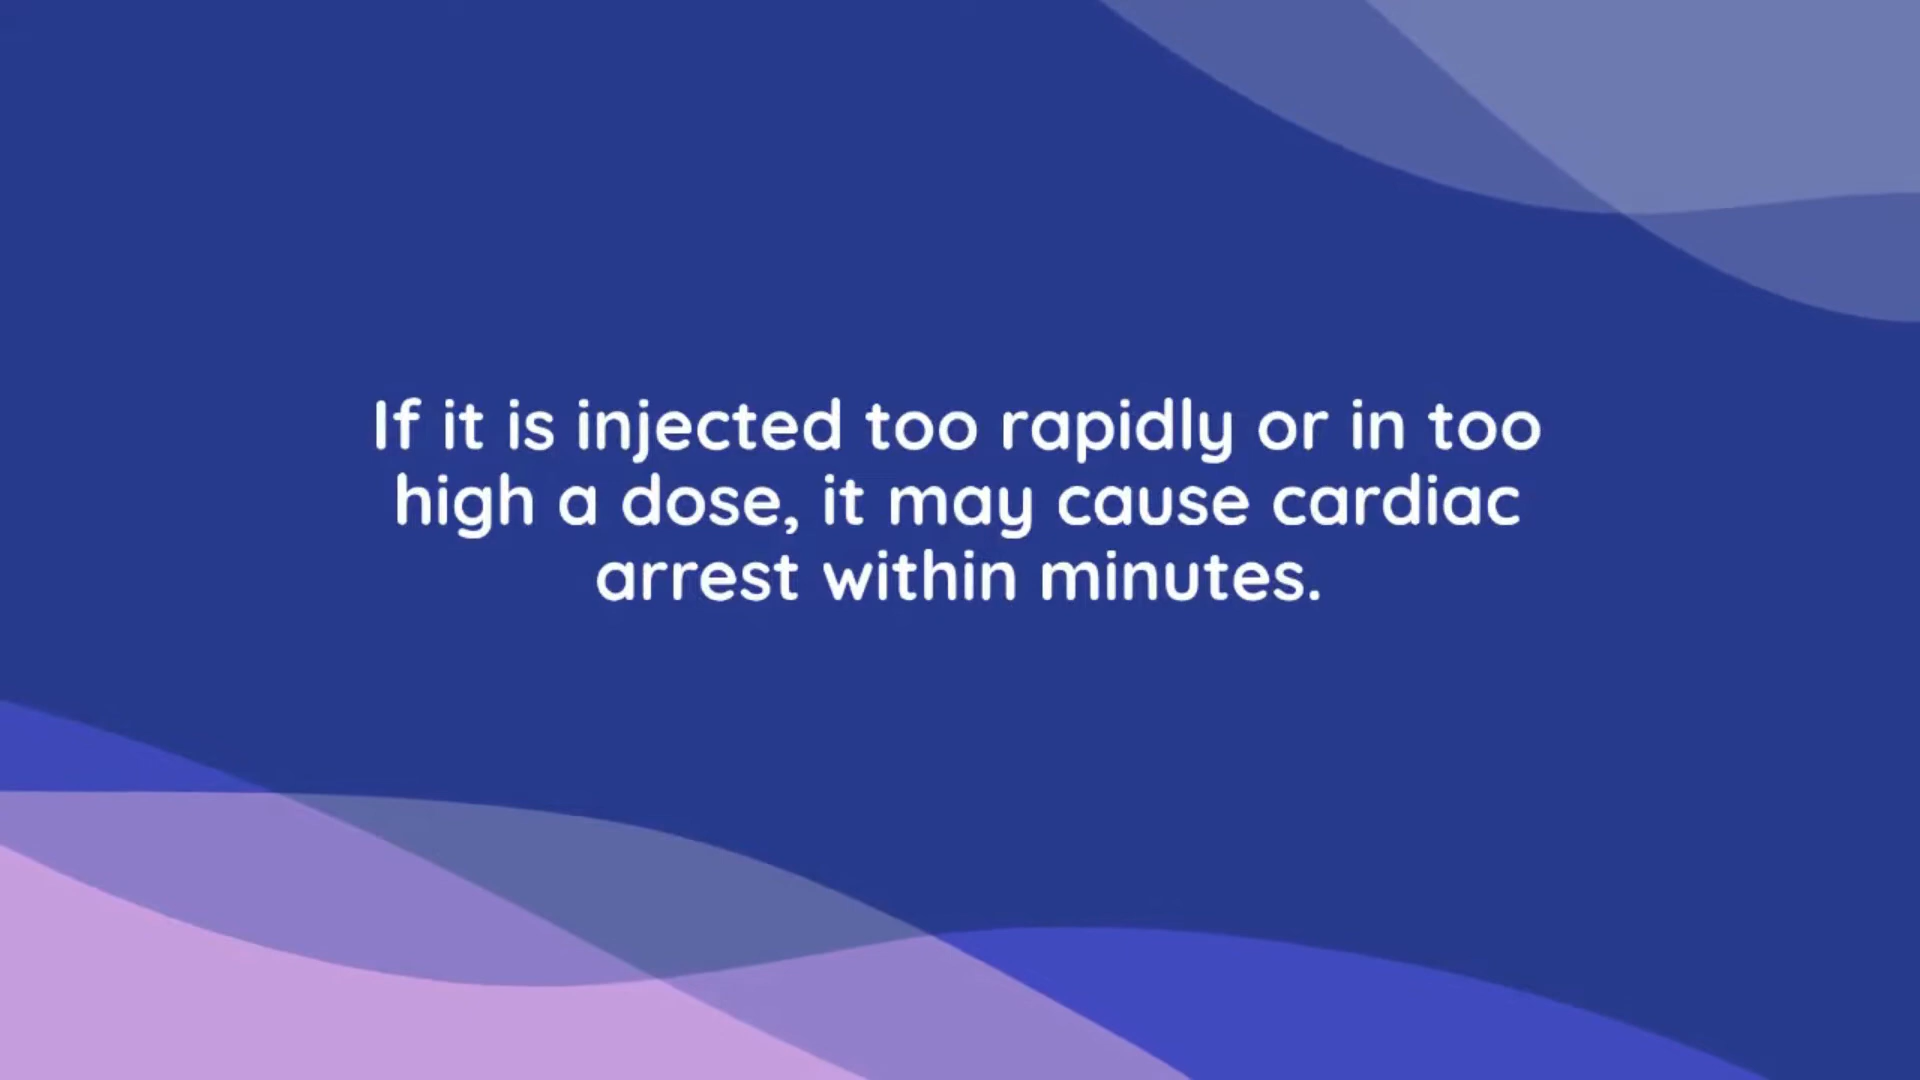 If it is injected too rapidly or in too
high a dose, it may cause cardiac
arrest within minutes.